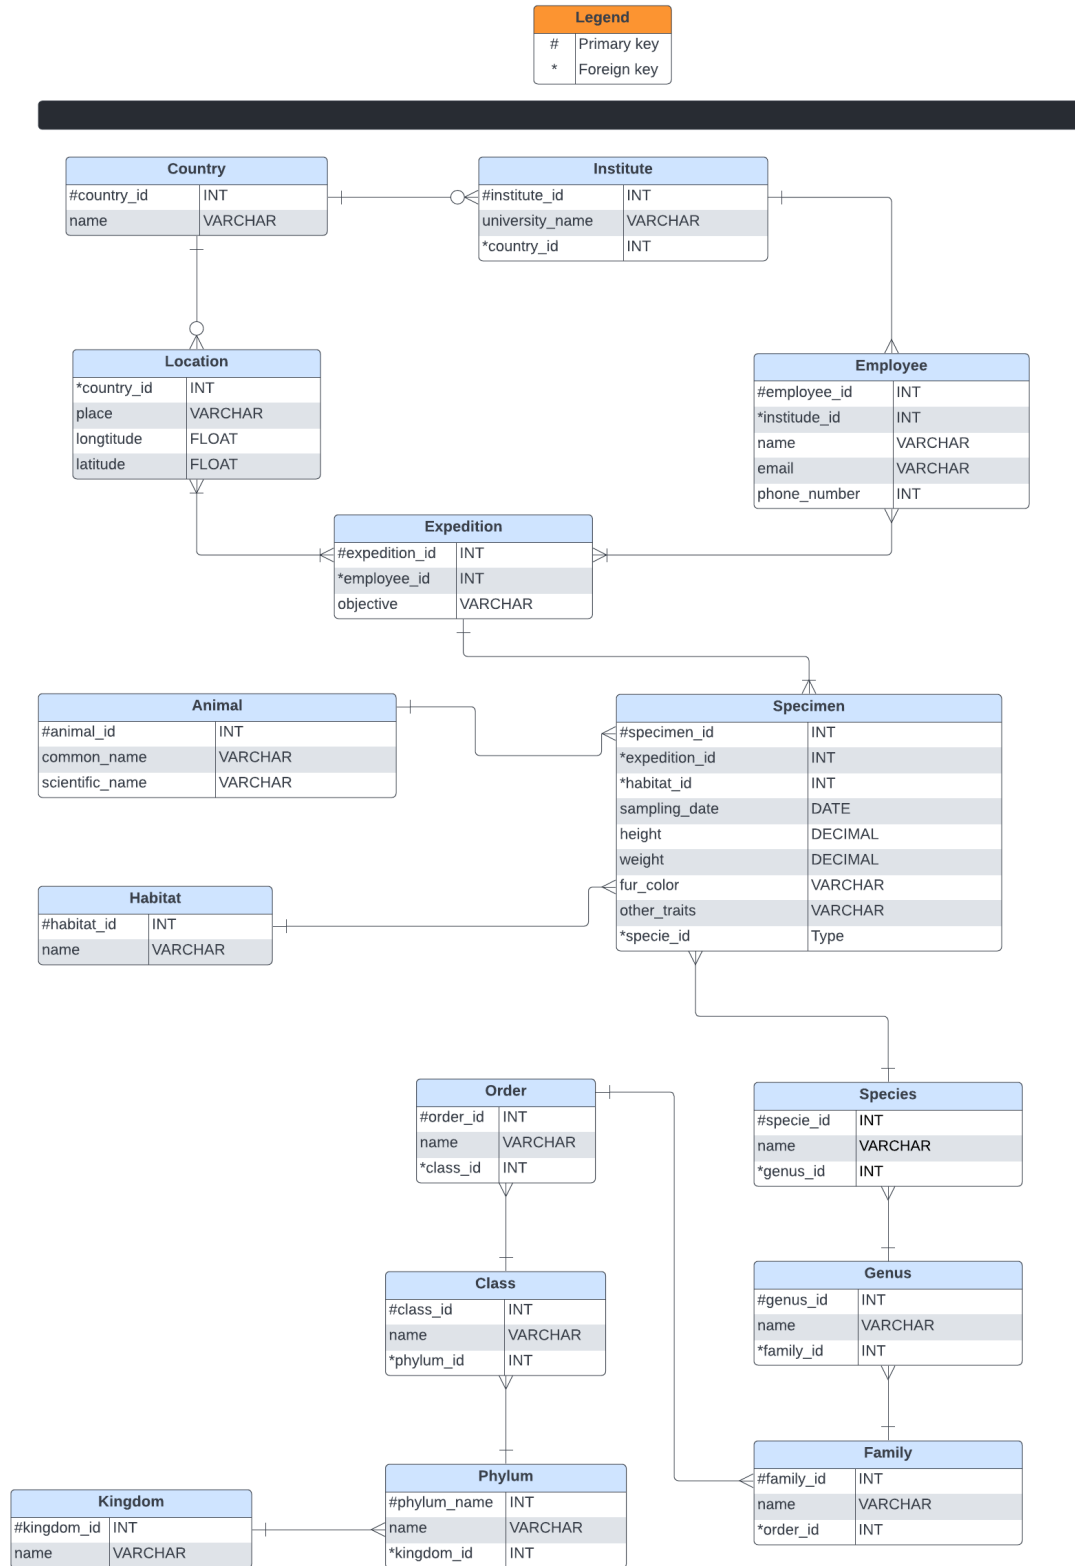 Legend
# Primary key
* Foreign key
Country
#country_id INT
name VARCHAR
Institute
#institute_id INT
university_name VARCHAR
*country_id INT
Location
*country_id INT
place VARCHAR
longtitude FLOAT
latitude FLOAT
Employee
#employee_id INT
*institude_id INT
name VARCHAR
email VARCHAR
phone_number INT
Expedition
#expedition_id INT
*employee_id INT
objective VARCHAR
Animal
#animal_id INT
common_name VARCHAR
scientific_name VARCHAR
Specimen
#specimen_id INT
*expedition_id INT
*habitat_id INT
sampling_date DATE
height DECIMAL
weight DECIMAL
fur_color VARCHAR
other_traits VARCHAR
*specie_id Type
Habitat
#habitat_id INT
name VARCHAR
Order
#order_id INT
name VARCHAR
*class_id INT
Species
#specie_id INT
name VARCHAR
*genus_id INT
Class
#class_id INT
name VARCHAR
*phylum_id INT
Genus
#genus_id INT
name VARCHAR
*family_id INT
Family
#family_id INT
name VARCHAR
*order_id INT
Phylum
#phylum_name INT
name VARCHAR
*kingdom_id INT
Kingdom
#kingdom_id INT
name VARCHAR